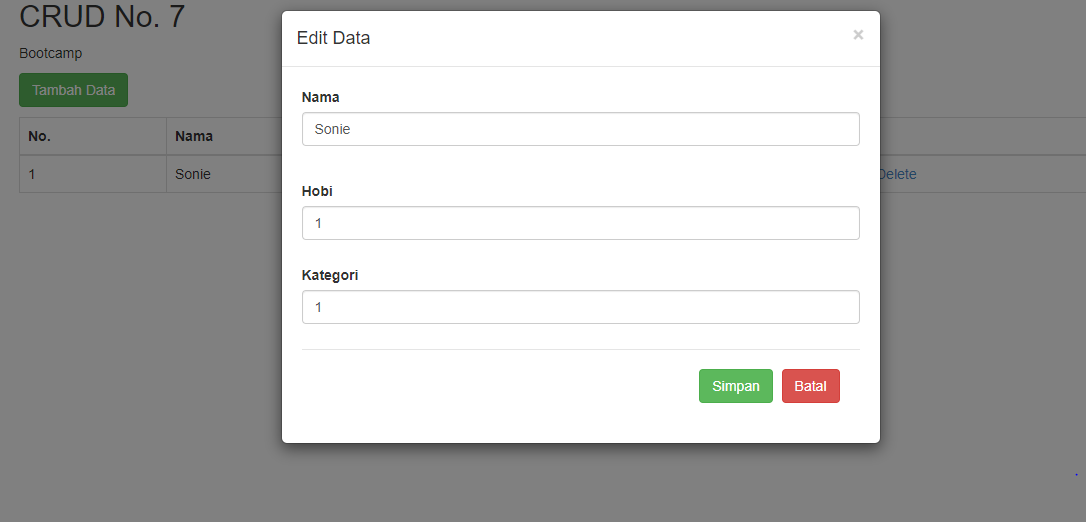 CRUD No. 7
Bootcamp
Tambah Data
No. Nama
1 Sonie Delete
Edit Data ×
Nama
Sonie
Hobi
1
Kategori
1
Simpan Batal